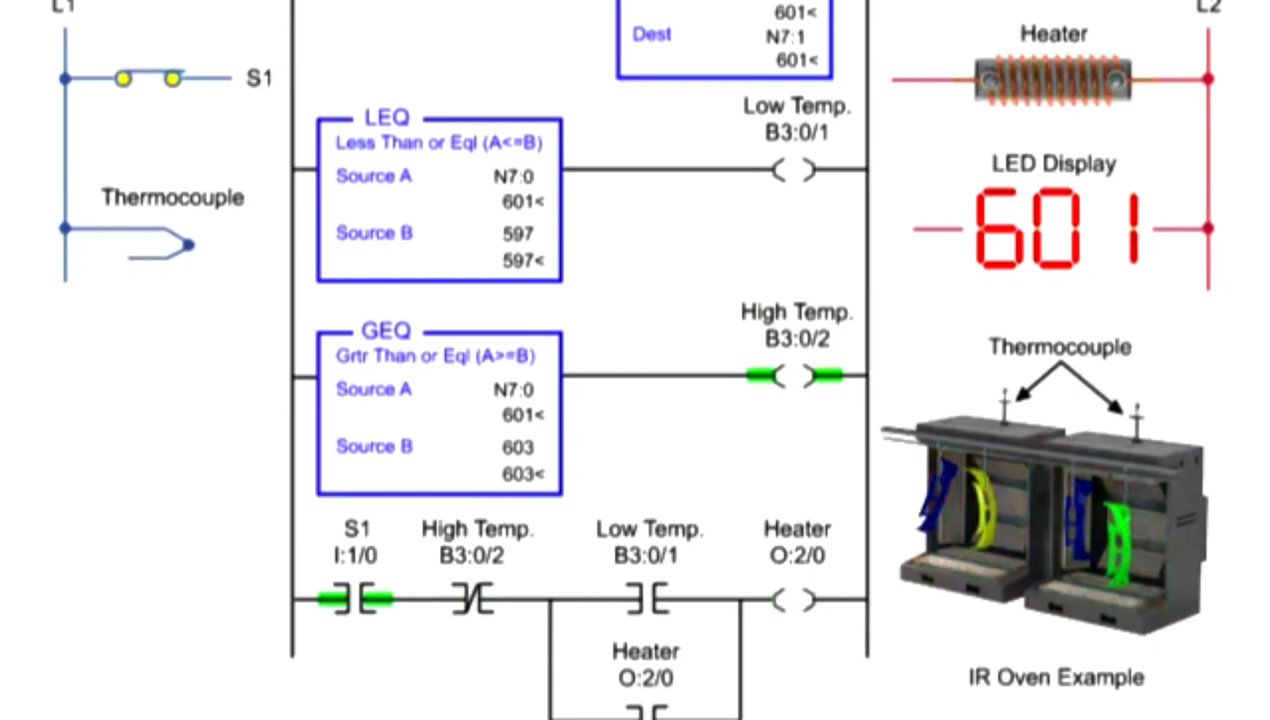 L1
S1
Thermocouple
601<
Dest
N7:1
601<
LEQ
Less Than or Eql (A<=B)
Source A
N7:0
601<
Source B
597
597<
Low Temp.
B3:0/1
GEQ
Grtr Than or Eql (A>=B)
Source A
N7:0
601<
Source B
603
603<
High Temp.
B3:0/2
S1
I:1/0
High Temp.
B3:0/2
Low Temp.
B3:0/1
Heater
O:2/0
Heater
O:2/0
L2
Heater
LED Display
601
Thermocouple
IR Oven Example